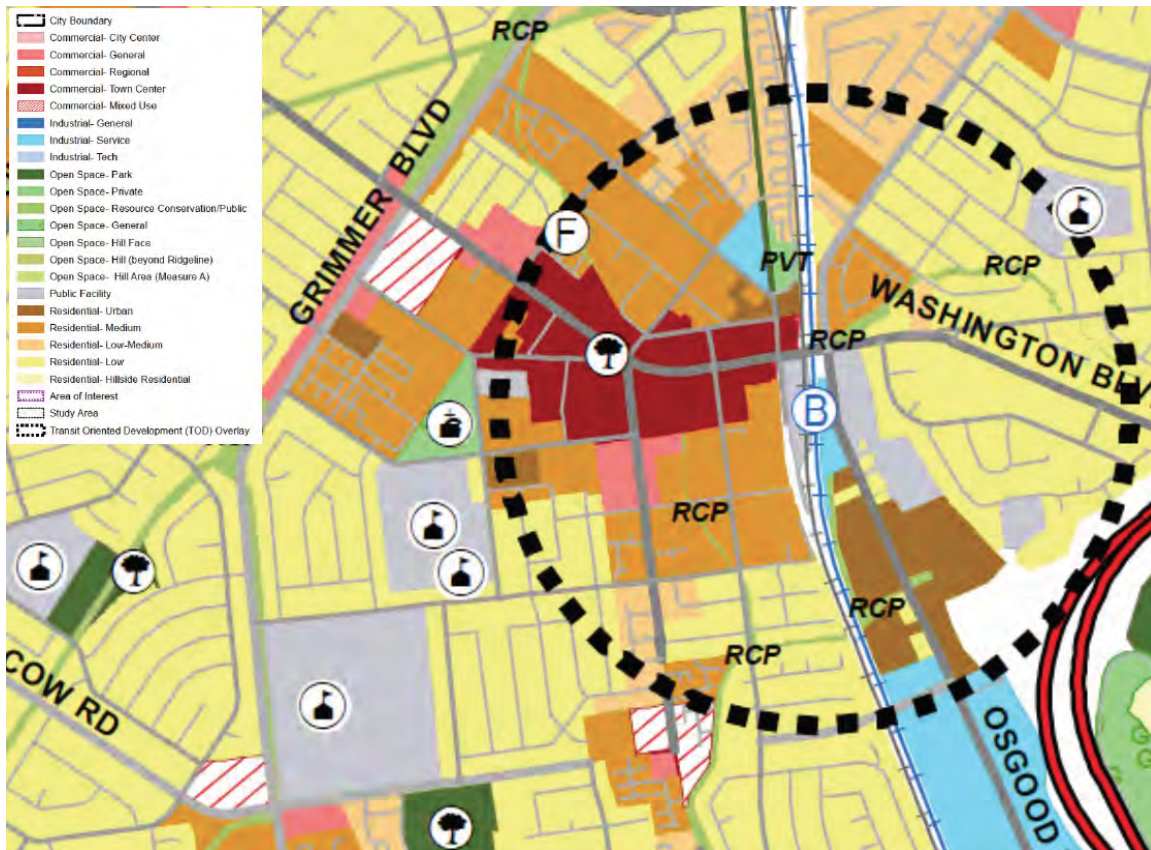 City Boundary
Commercial- City Center
Commercial- General
Commercial- Regional
Commercial- Town Center
Commercial- Mixed Use
Industrial- General
Industrial- Service
Industrial- Tech
Open Space- Park
Open Space- Private
Open Space- Resource Conservation/Public
Open Space- General
Open Space- Hill Face
Open Space- Hill (beyond Ridgeline)
Open Space- Hill Area (Measure A)
Public Facility
Residential- Urban
Residential- Medium
Residential- Low-Medium
Residential- Low
Residential- Hillside Residential
Area of Interest
Study Area
Transit Oriented Development (TOD) Overlay
RCP
GRIMMER BLVD
F
PVT
RCP
WASHINGTON BLV
RCP
B
RCP
RCP
RCP
COW RD
OSGOOD
G
G
G